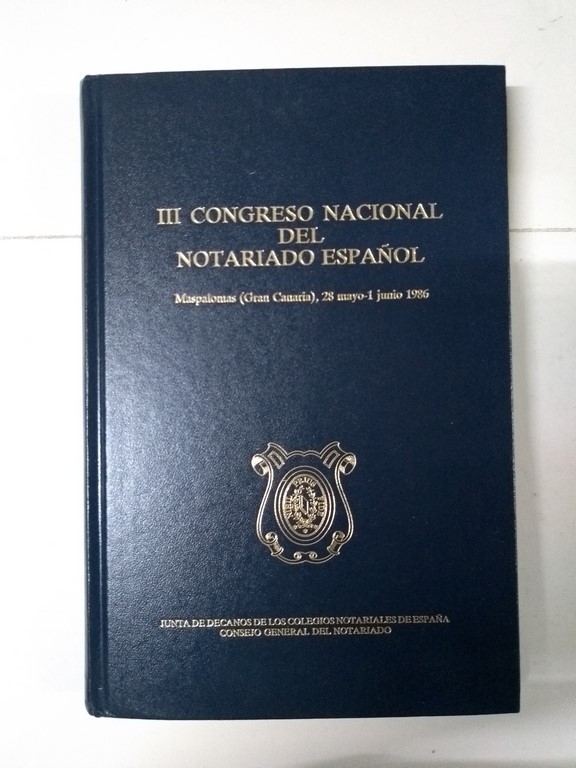 III CONGRESO NACIONAL
DEL
NOTARIADO ESPAÑOL
Maspalomas (Gran Canaria), 28 mayo-1 junio 1986
JUNTA DE DECANOS DE LOS COLEGIOS NOTARIALES DE ESPAÑA
CONSEJO GENERAL DEL NOTARIADO